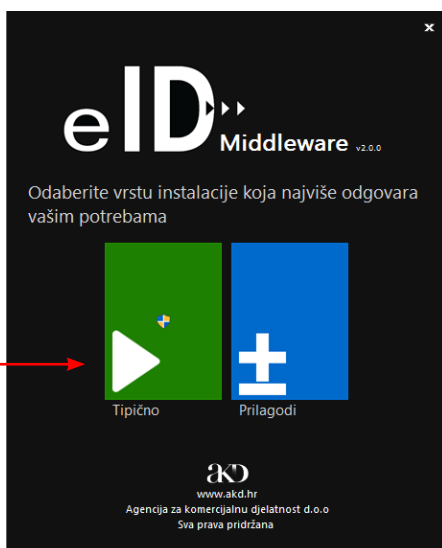 x
eID
Middleware v2.0.0
Odaberite vrstu instalacije koja najviše odgovara
vašim potrebama
Tipično
Prilagodi
akd
www.akd.hr
Agencija za komercijalnu djelatnost d.o.o
Sva prava pridržana